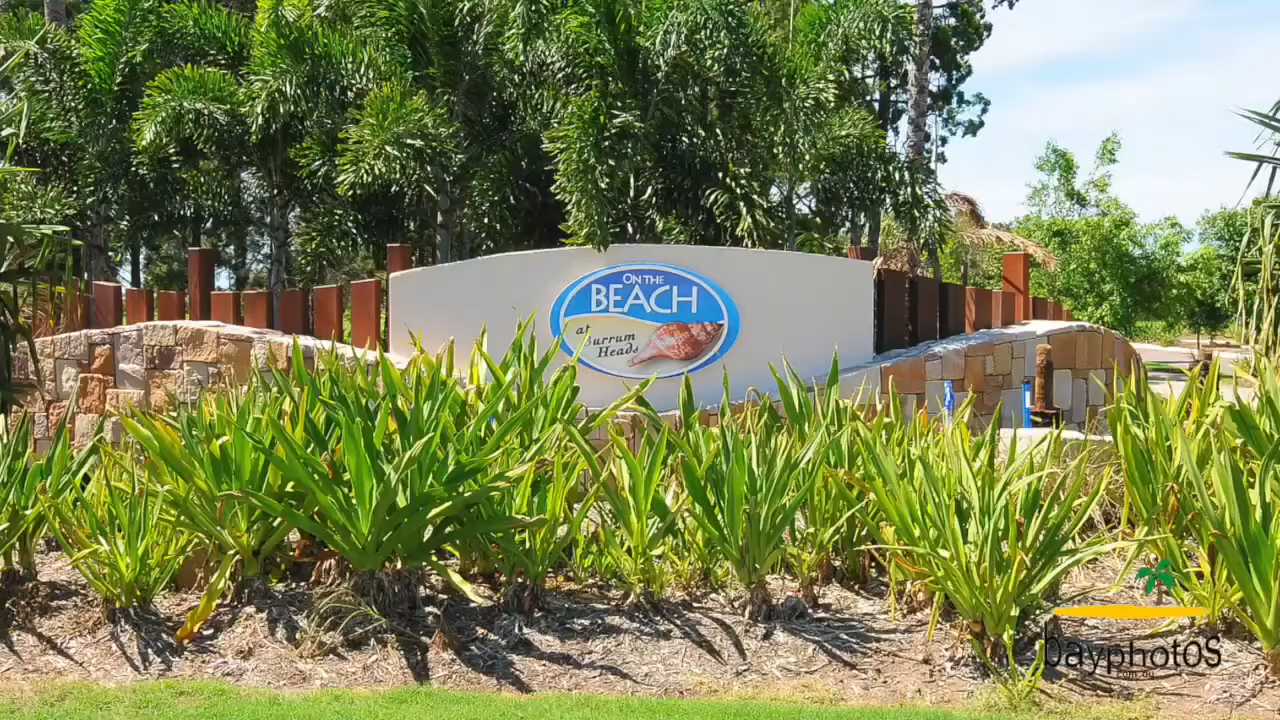 ON THE
BEACH
at
Burrum
Heads
bayphotos
.com.au